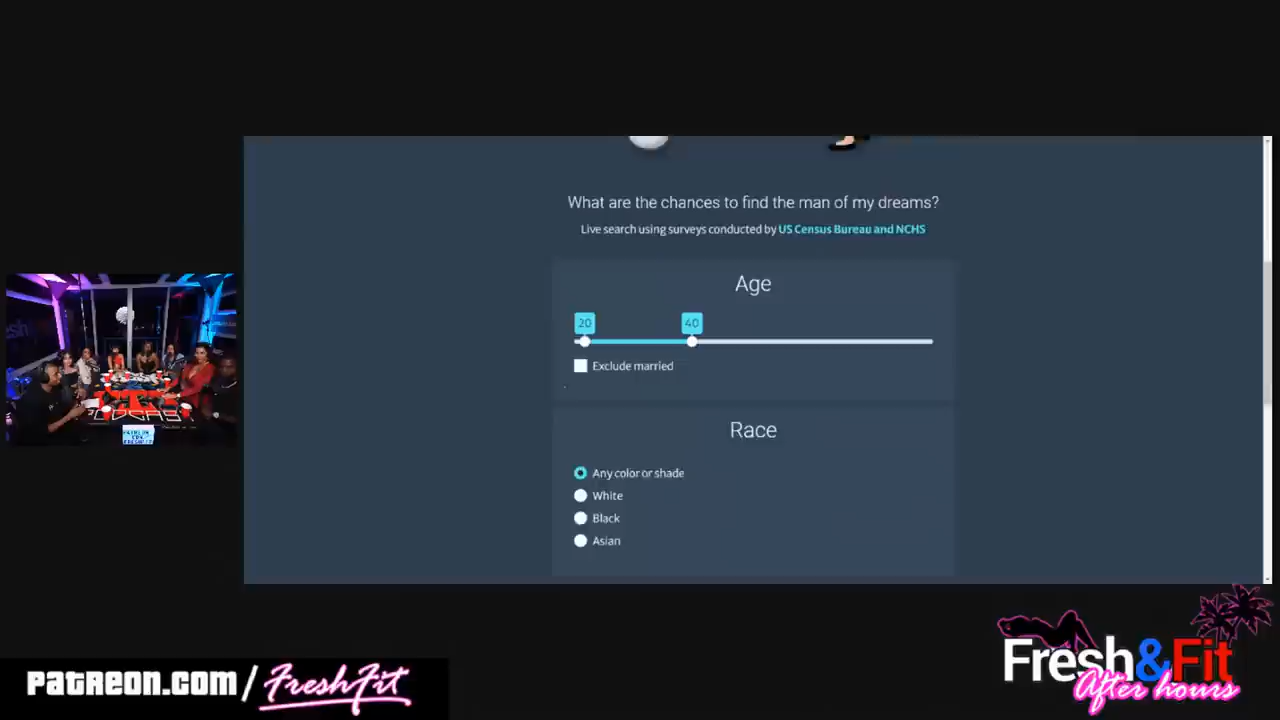 What are the chances to find the man of my dreams?
Live search using surveys conducted by US Census Bureau and NCHS
Age
20
40
Exclude married
Race
Any color or shade
White
Black
Asian
PATREON.COM/FRESHFIT
Fresh&Fit
After hours